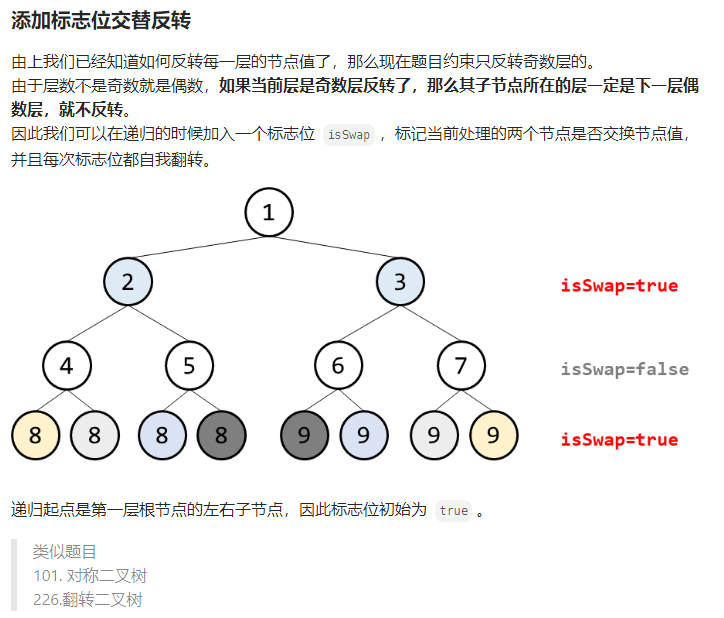 添加标志位交替反转
由上我们已经知道如何反转每一层的节点值了，那么现在题目约束只反转奇数层的。
由于层数不是奇数就是偶数，如果当前层是奇数层反转了，那么其子节点所在的层一定是下一层偶
数层，就不反转。
因此我们可以在递归的时候加入一个标志位 isSwap ，标记当前处理的两个节点是否交换节点值，
并且每次标志位都自我翻转。
1
2 3 isSwap=true
4 5 6 7 isSwap=false
8 8 8 8 9 9 9 9 isSwap=true
递归起点是第一层根节点的左右子节点，因此标志位初始为 true 。
类似题目
101. 对称二叉树
226.翻转二叉树